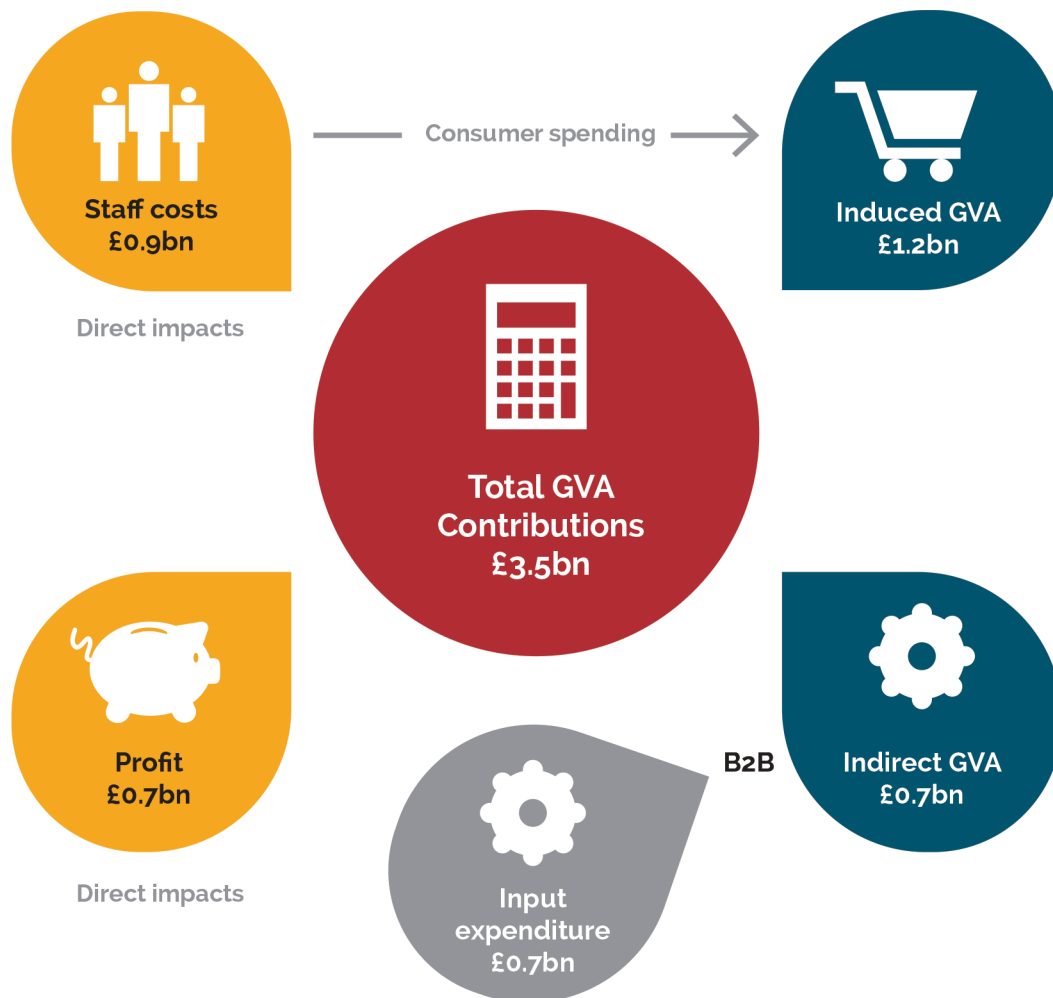 Staff costs
£0.9bn
Direct impacts
Consumer spending
Induced GVA
£1.2bn
Total GVA
Contributions
£3.5bn
Profit
£0.7bn
Direct impacts
Input
expenditure
£0.7bn
B2B
Indirect GVA
£0.7bn